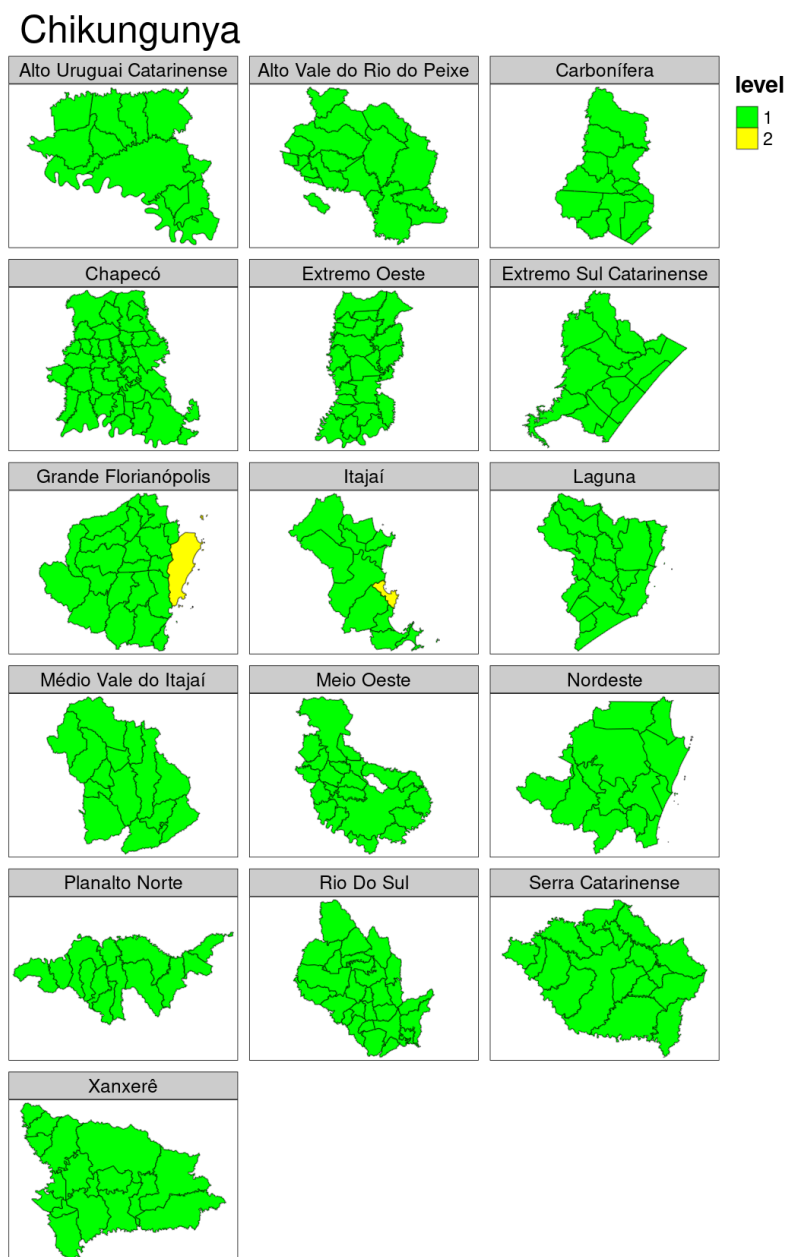 Chikungunya
Alto Uruguai Catarinense
Alto Vale do Rio do Peixe
Carbonífera
level
1
2
Chapecó
Extremo Oeste
Extremo Sul Catarinense
Grande Florianópolis
Itajaí
Laguna
Médio Vale do Itajaí
Meio Oeste
Nordeste
Planalto Norte
Rio Do Sul
Serra Catarinense
Xanxerê